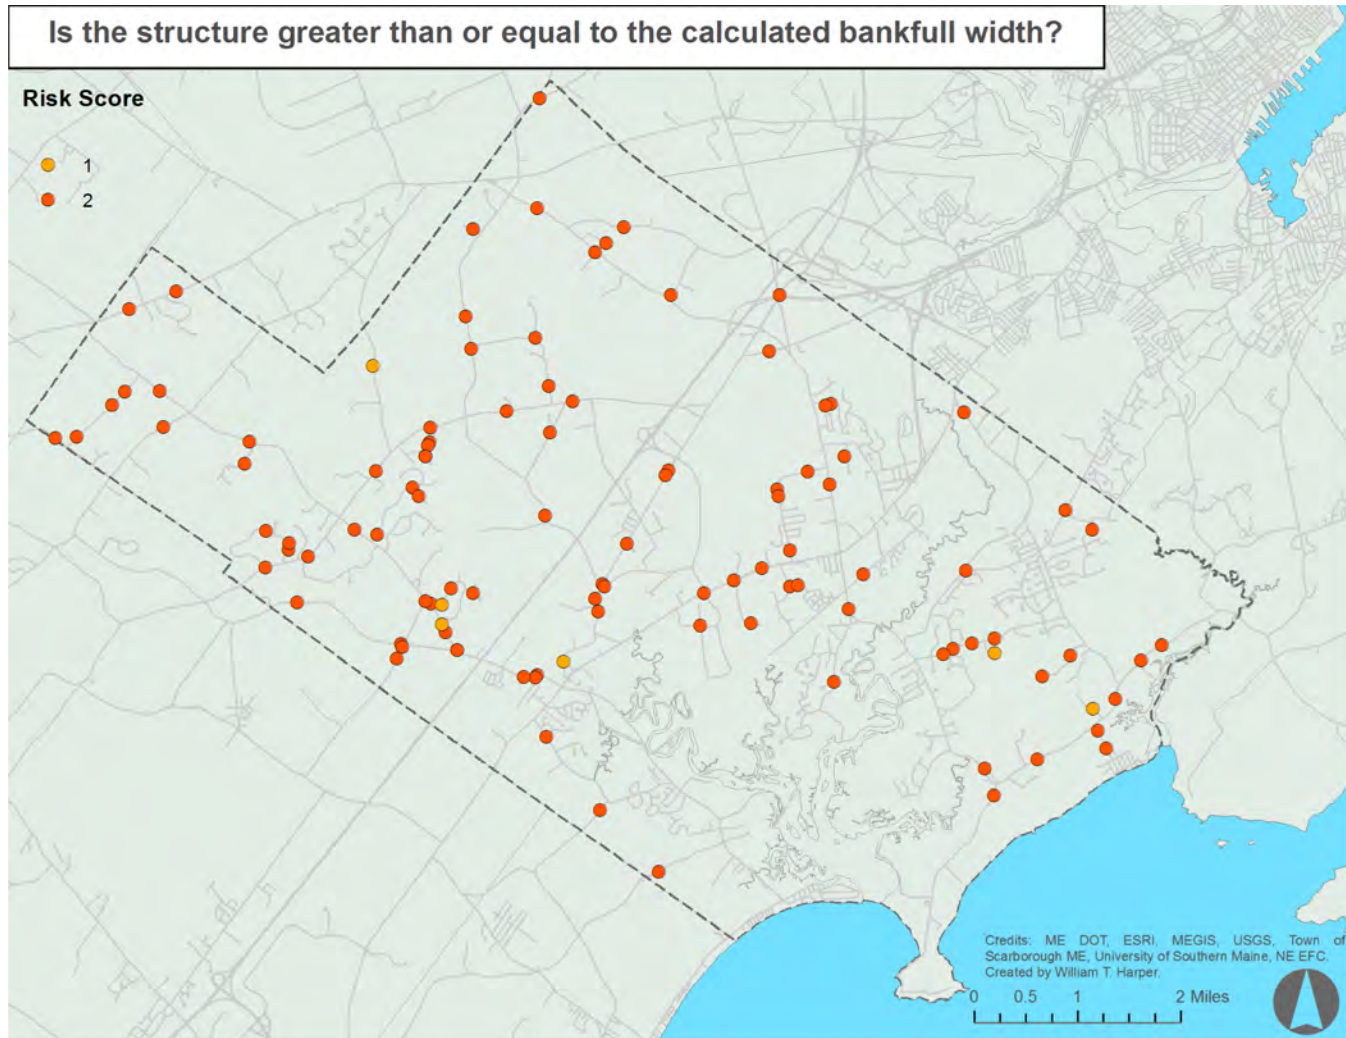 Is the structure greater than or equal to the calculated bankfull width?
Risk Score
1
2
Credits: ME DOT, ESRI, MEGIS, USGS, Town of
Scarborough ME, University of Southern Maine, NE EFC.
Created by William T. Harper.
0 0.5 1 2 Miles